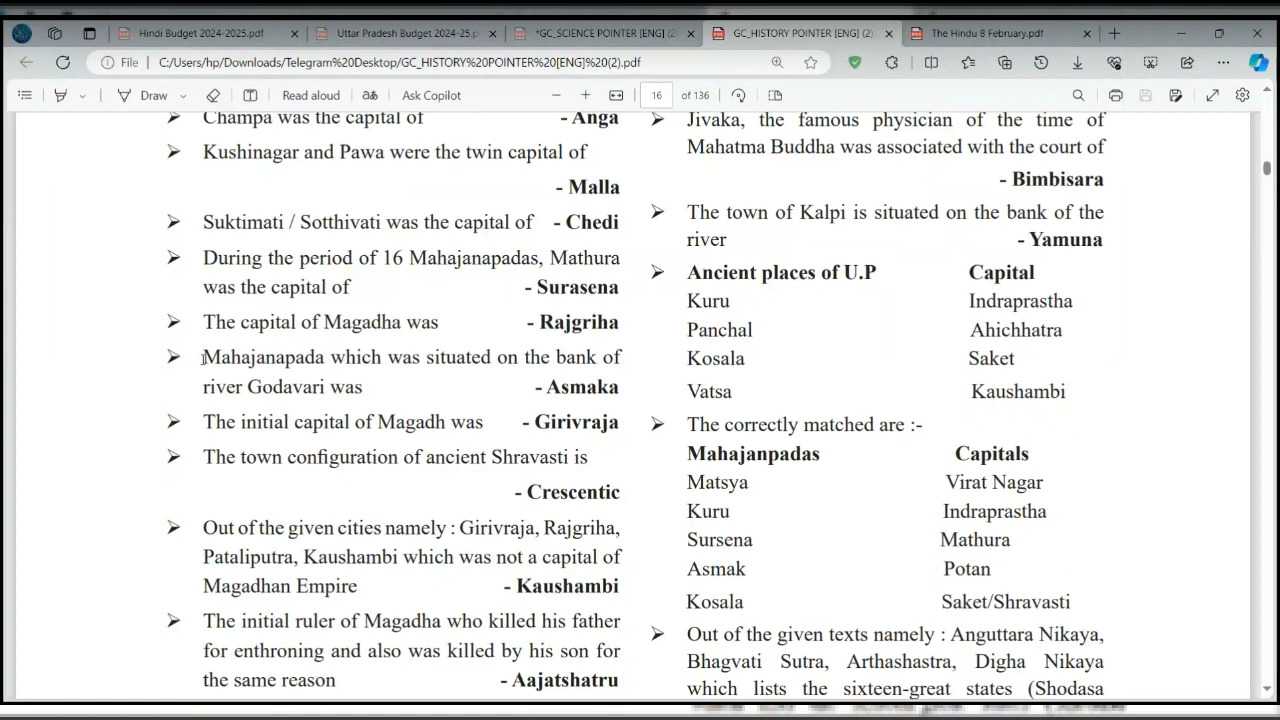 Hindi Budget 2024-2025.pdf
Uttar Pradesh Budget 2024-25.p
*GC_SCIENCE POINTER [ENG] (2)
GC_HISTORY POINTER [ENG] (2)
The Hindu 8 February.pdf
File
C:/Users/hp/Downloads/Telegram%20Desktop/GC_HISTORY%20POINTER%20[ENG]%20(2).pdf
Draw
Read aloud
Ask Copilot
16 of 136
Champa was the capital of - Anga
Kushinagar and Pawa were the twin capital of
- Malla
Suktimati / Sotthivati was the capital of - Chedi
During the period of 16 Mahajanapadas, Mathura
was the capital of - Surasena
The capital of Magadha was - Rajgriha
Mahajanapada which was situated on the bank of
river Godavari was - Asmaka
The initial capital of Magadh was - Girivraja
The town configuration of ancient Shravasti is
- Crescentic
Out of the given cities namely : Girivraja, Rajgriha,
Pataliputra, Kaushambi which was not a capital of
Magadhan Empire - Kaushambi
The initial ruler of Magadha who killed his father
for enthroning and also was killed by his son for
the same reason - Aajatshatru
Jivaka, the famous physician of the time of
Mahatma Buddha was associated with the court of
- Bimbisara
The town of Kalpi is situated on the bank of the
river - Yamuna
Ancient places of U.P Capital
Kuru Indraprastha
Panchal Ahichhatra
Kosala Saket
Vatsa Kaushambi
The correctly matched are :-
Mahajanpadas Capitals
Matsya Virat Nagar
Kuru Indraprastha
Sursena Mathura
Asmak Potan
Kosala Saket/Shravasti
Out of the given texts namely : Anguttara Nikaya,
Bhagvati Sutra, Arthashastra, Digha Nikaya
which lists the sixteen-great states (Shodasa